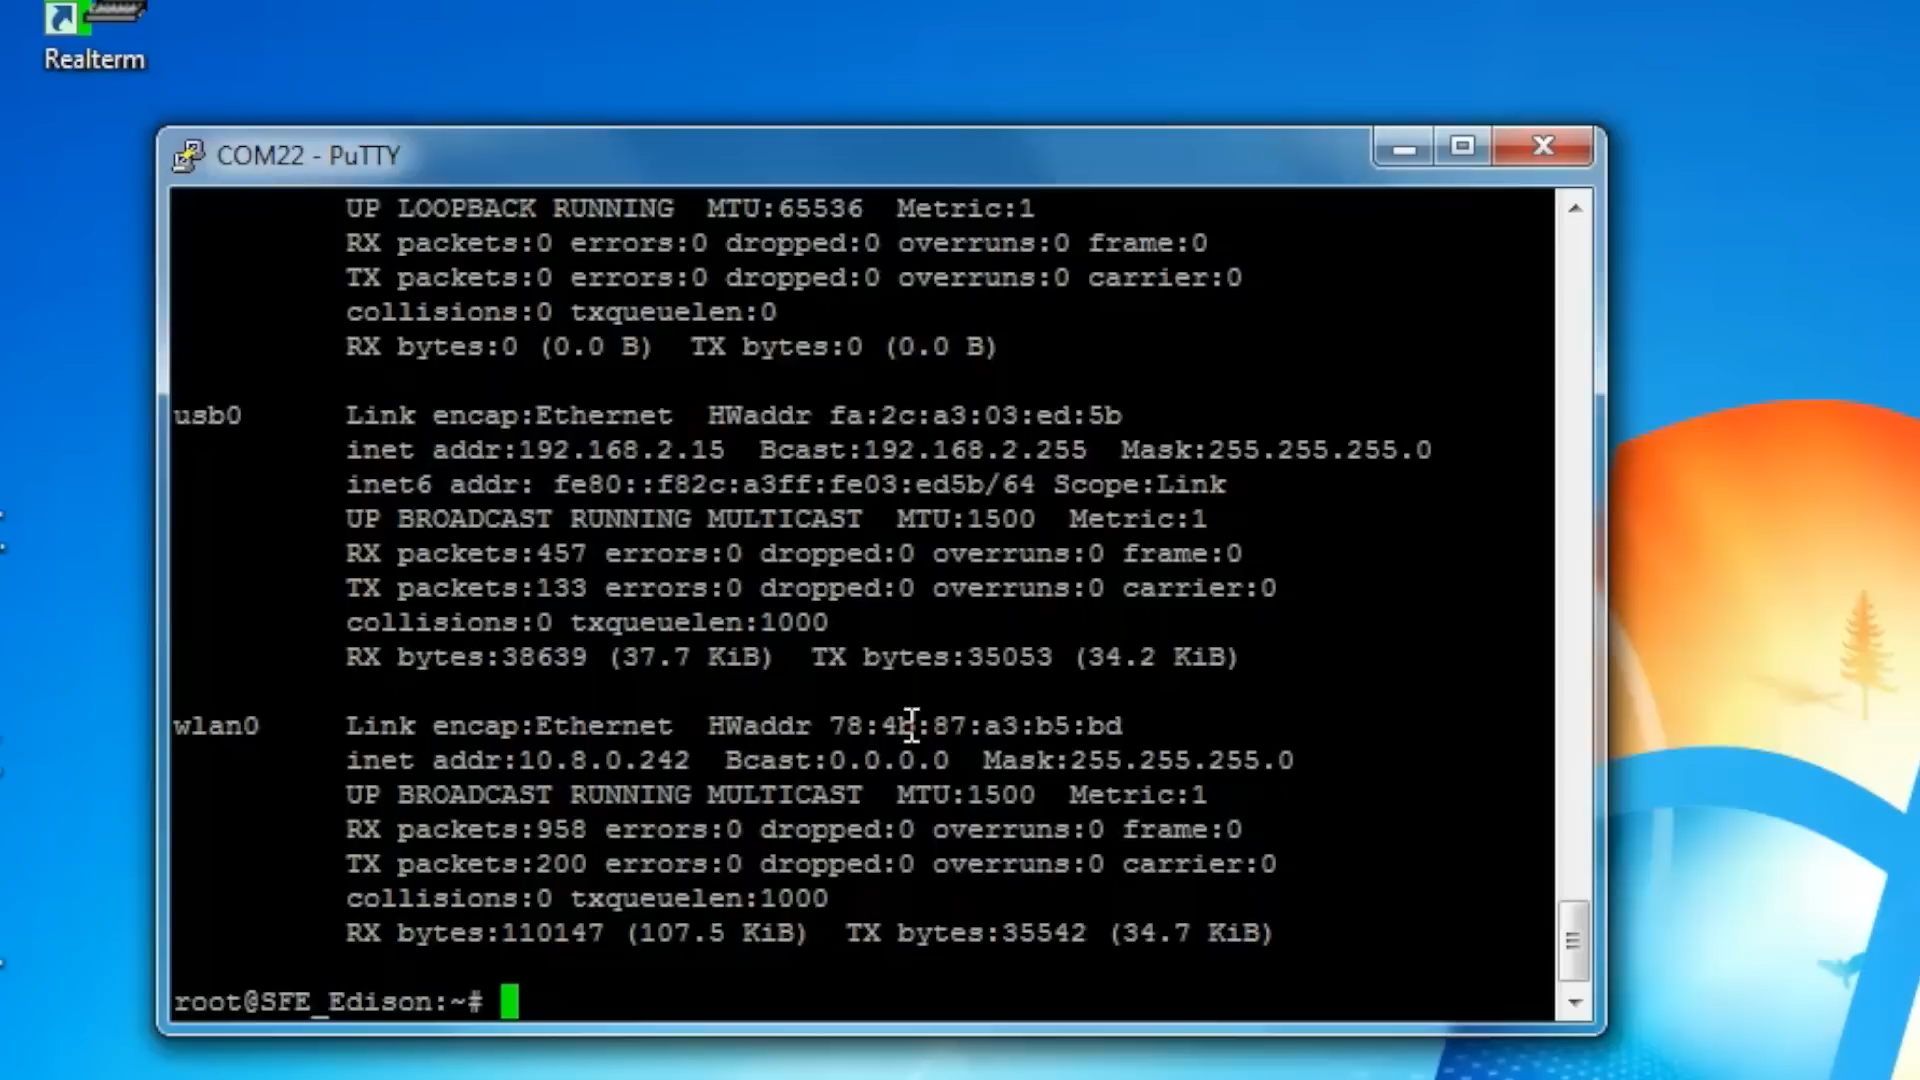 Realterm
COM22 - PuTTY
UP LOOPBACK RUNNING  MTU:65536  Metric:1
RX packets:0 errors:0 dropped:0 overruns:0 frame:0
TX packets:0 errors:0 dropped:0 overruns:0 carrier:0
collisions:0 txqueuelen:0
RX bytes:0 (0.0 B)  TX bytes:0 (0.0 B)
usb0      Link encap:Ethernet  HWaddr fa:2c:a3:03:ed:5b
inet addr:192.168.2.15  Bcast:192.168.2.255  Mask:255.255.255.0
inet6 addr: fe80::f82c:a3ff:fe03:ed5b/64 Scope:Link
UP BROADCAST RUNNING MULTICAST  MTU:1500  Metric:1
RX packets:457 errors:0 dropped:0 overruns:0 frame:0
TX packets:133 errors:0 dropped:0 overruns:0 carrier:0
collisions:0 txqueuelen:1000
RX bytes:38639 (37.7 KiB)  TX bytes:35053 (34.2 KiB)
wlan0     Link encap:Ethernet  HWaddr 78:4b:87:a3:b5:bd
inet addr:10.8.0.242  Bcast:0.0.0.0  Mask:255.255.255.0
UP BROADCAST RUNNING MULTICAST  MTU:1500  Metric:1
RX packets:958 errors:0 dropped:0 overruns:0 frame:0
TX packets:200 errors:0 dropped:0 overruns:0 carrier:0
collisions:0 txqueuelen:1000
RX bytes:110147 (107.5 KiB)  TX bytes:35542 (34.7 KiB)
root@SFE_Edison:~#